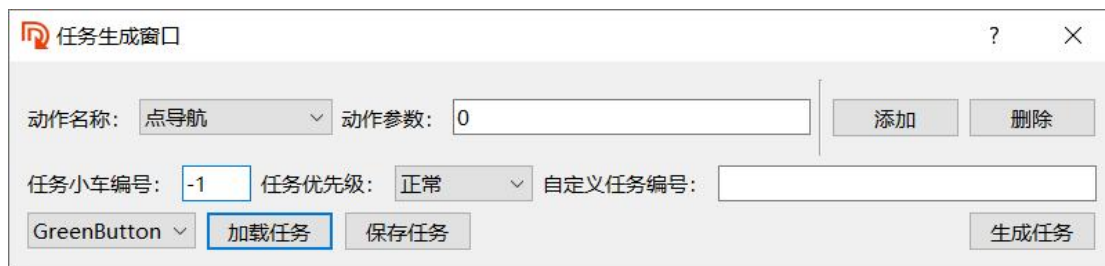 任务生成窗口 ?
动作名称： 点导航 动作参数： 0 添加 删除
任务小车编号： -1 任务优先级： 正常 自定义任务编号：
GreenButton 加载任务 保存任务 生成任务